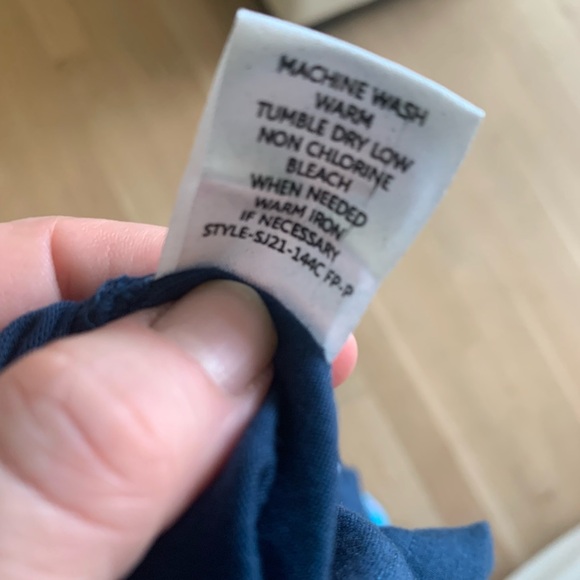 MACHINE WASH
WARM
TUMBLE DRY LOW
NON CHLORINE
BLEACH
WHEN NEEDED
WARM IRON
IF NECESSARY
STYLE-SJ21-144C FP-P